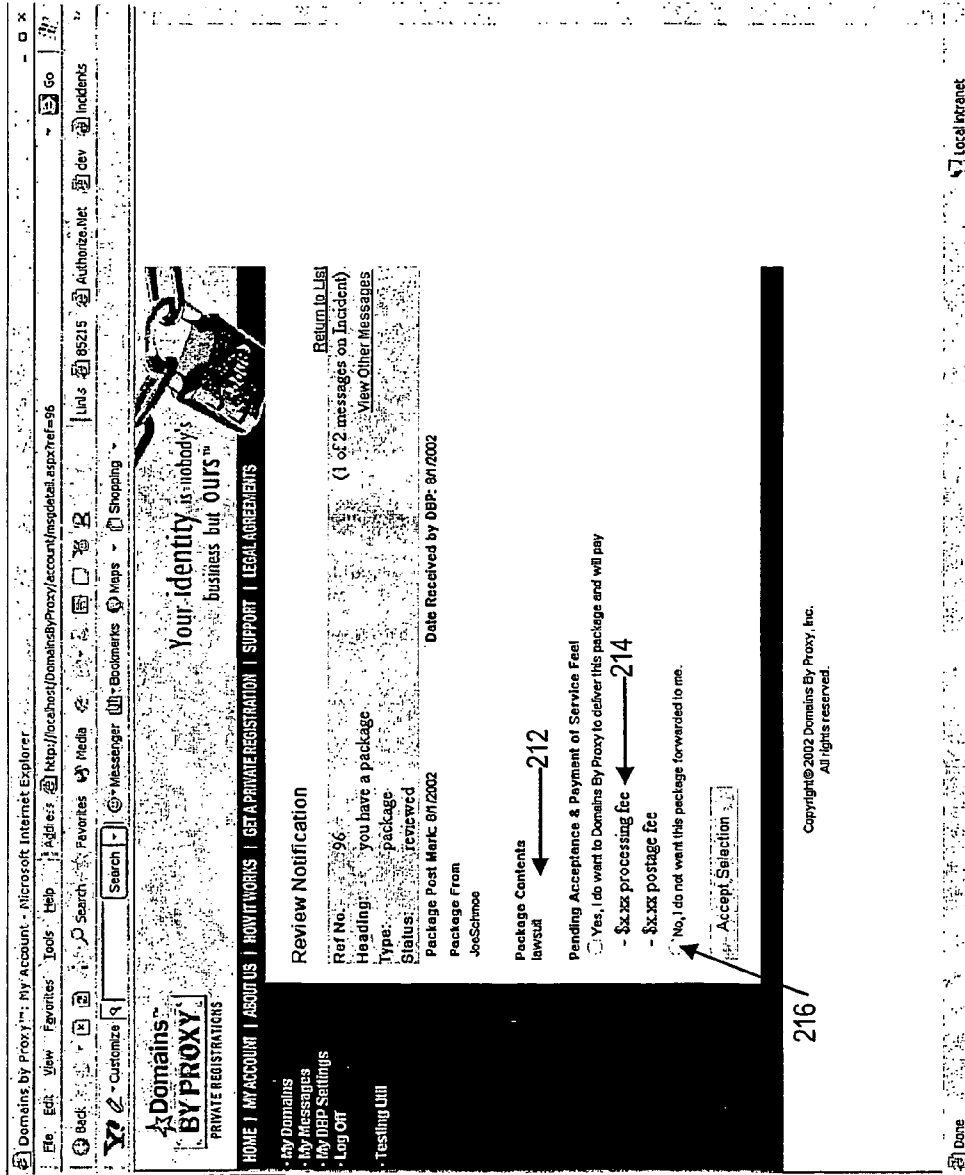 Domains by Proxy™: My Account - Microsoft Internet Explorer
File Edit View Favorites Tools Help Address http://localhost/DomainsByProxy/account/msgdetail.aspx?ref=96 Go
Back Search Favorites Media Links 85215 Authorize.Net dev Incidents
Y! Customize Search Messenger Bookmarks Maps Shopping
Domains™
BY PROXY
PRIVATE REGISTRATIONS
Your identity is nobody's
business but ours™
HOME | MY ACCOUNT | ABOUT US | HOW IT WORKS | GET A PRIVATE REGISTRATION | SUPPORT | LEGAL AGREEMENTS
· My Domains
· My Messages
· My DBP Settings
· Log Off
· Testing Util
Review Notification
Return to List
Ref No. 96 (1 of 2 messages on Incident)
Heading: you have a package View Other Messages
Type: package
Status: reviewed
Package Post Mark: 8/1/2002 Date Received by DBP: 8/1/2002
Package From
JoeSchmoe
Package Contents
lawsuit
212
Pending Acceptance & Payment of Service Fee!
Yes, I do want to Domains By Proxy to deliver this package and will pay
- $x.xx processing fee
214
- $x.xx postage fee
No, I do not want this package forwarded to me.
216
Accept Selection
Copyright© 2002 Domains By Proxy, Inc.
All rights reserved.
Done Local intranet